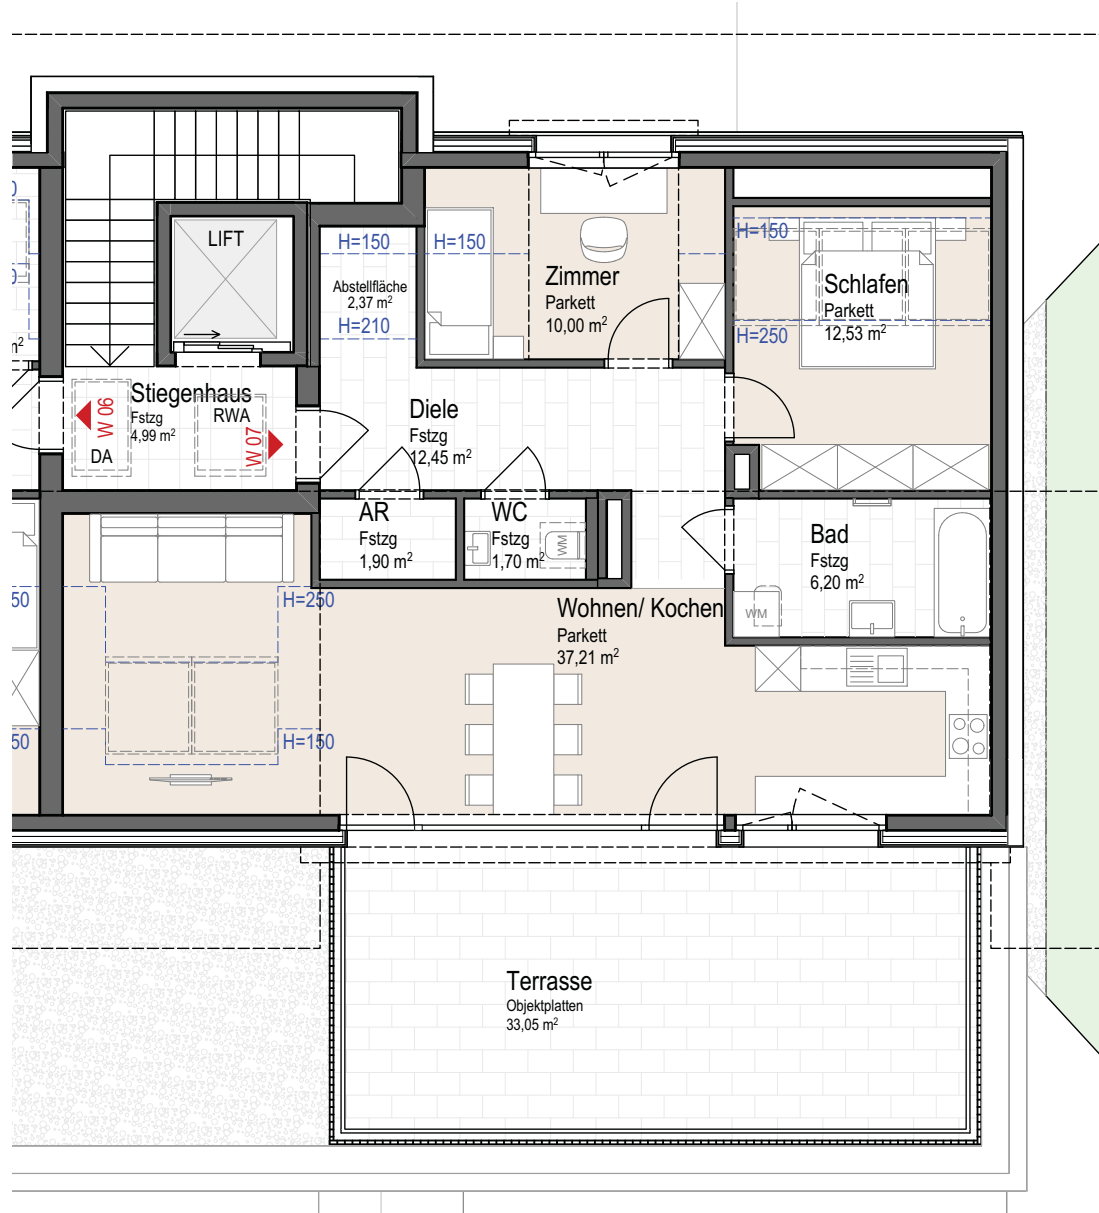 LIFT
H=150
Abstellfläche
2,37 m²
H=210
H=150
Zimmer
Parkett
10,00 m²
H=150
Schlafen
Parkett
12,53 m²
H=250
Stiegenhaus
Fstzg
4,99 m²
RWA
W 06
DA
W 07
Diele
Fstzg
12,45 m²
AR
Fstzg
1,90 m²
WC
Fstzg
1,70 m²
WM
Bad
Fstzg
6,20 m²
WM
50
H=250
Wohnen/ Kochen
Parkett
37,21 m²
50
H=150
Terrasse
Objektplatten
33,05 m²